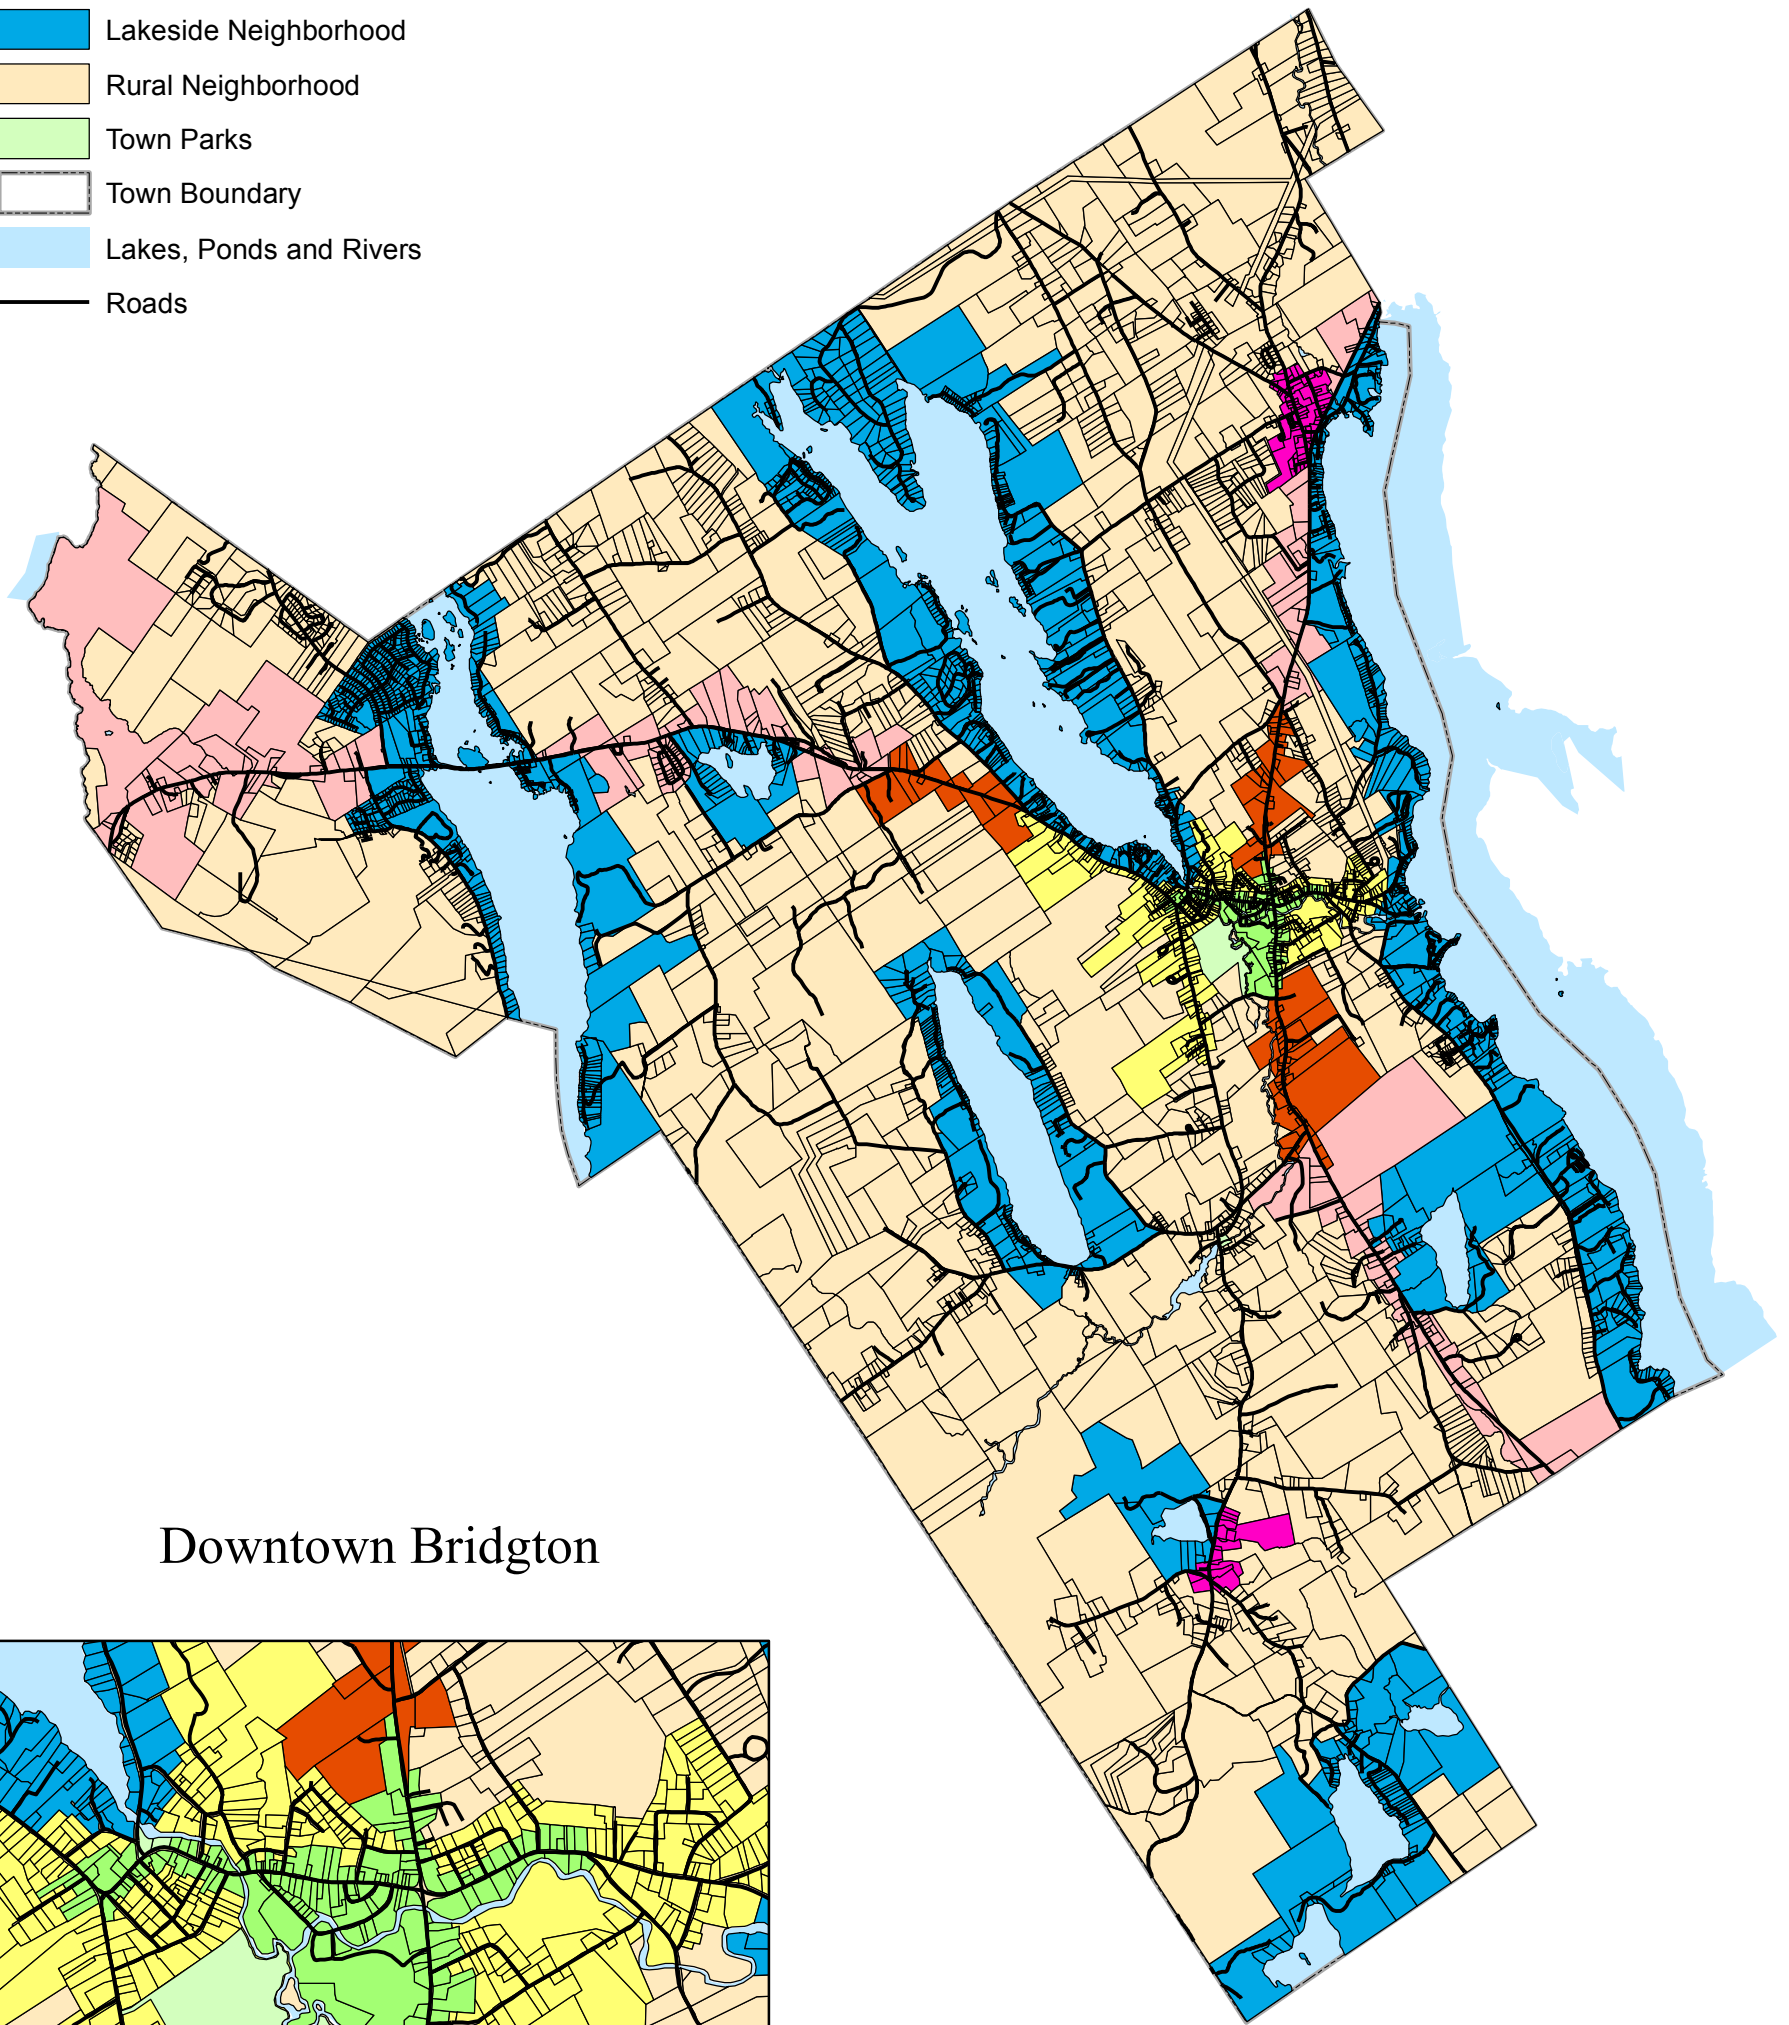 Lakeside Neighborhood
Rural Neighborhood
Town Parks
Town Boundary
Lakes, Ponds and Rivers
Roads
Downtown Bridgton